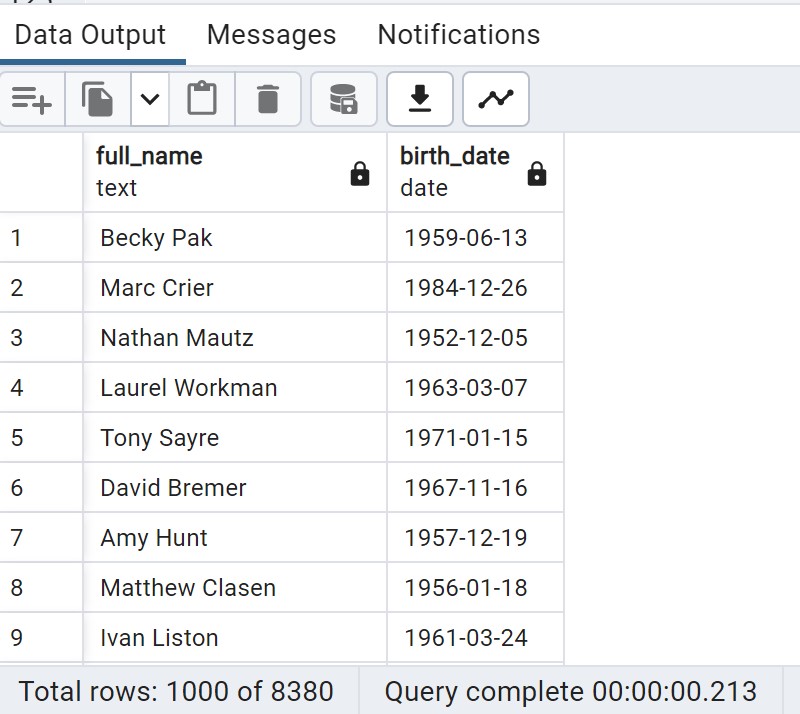 Data Output Messages Notifications
full_name birth_date
text date
1 Becky Pak 1959-06-13
2 Marc Crier 1984-12-26
3 Nathan Mautz 1952-12-05
4 Laurel Workman 1963-03-07
5 Tony Sayre 1971-01-15
6 David Bremer 1967-11-16
7 Amy Hunt 1957-12-19
8 Matthew Clasen 1956-01-18
9 Ivan Liston 1961-03-24
Total rows: 1000 of 8380 Query complete 00:00:00.213